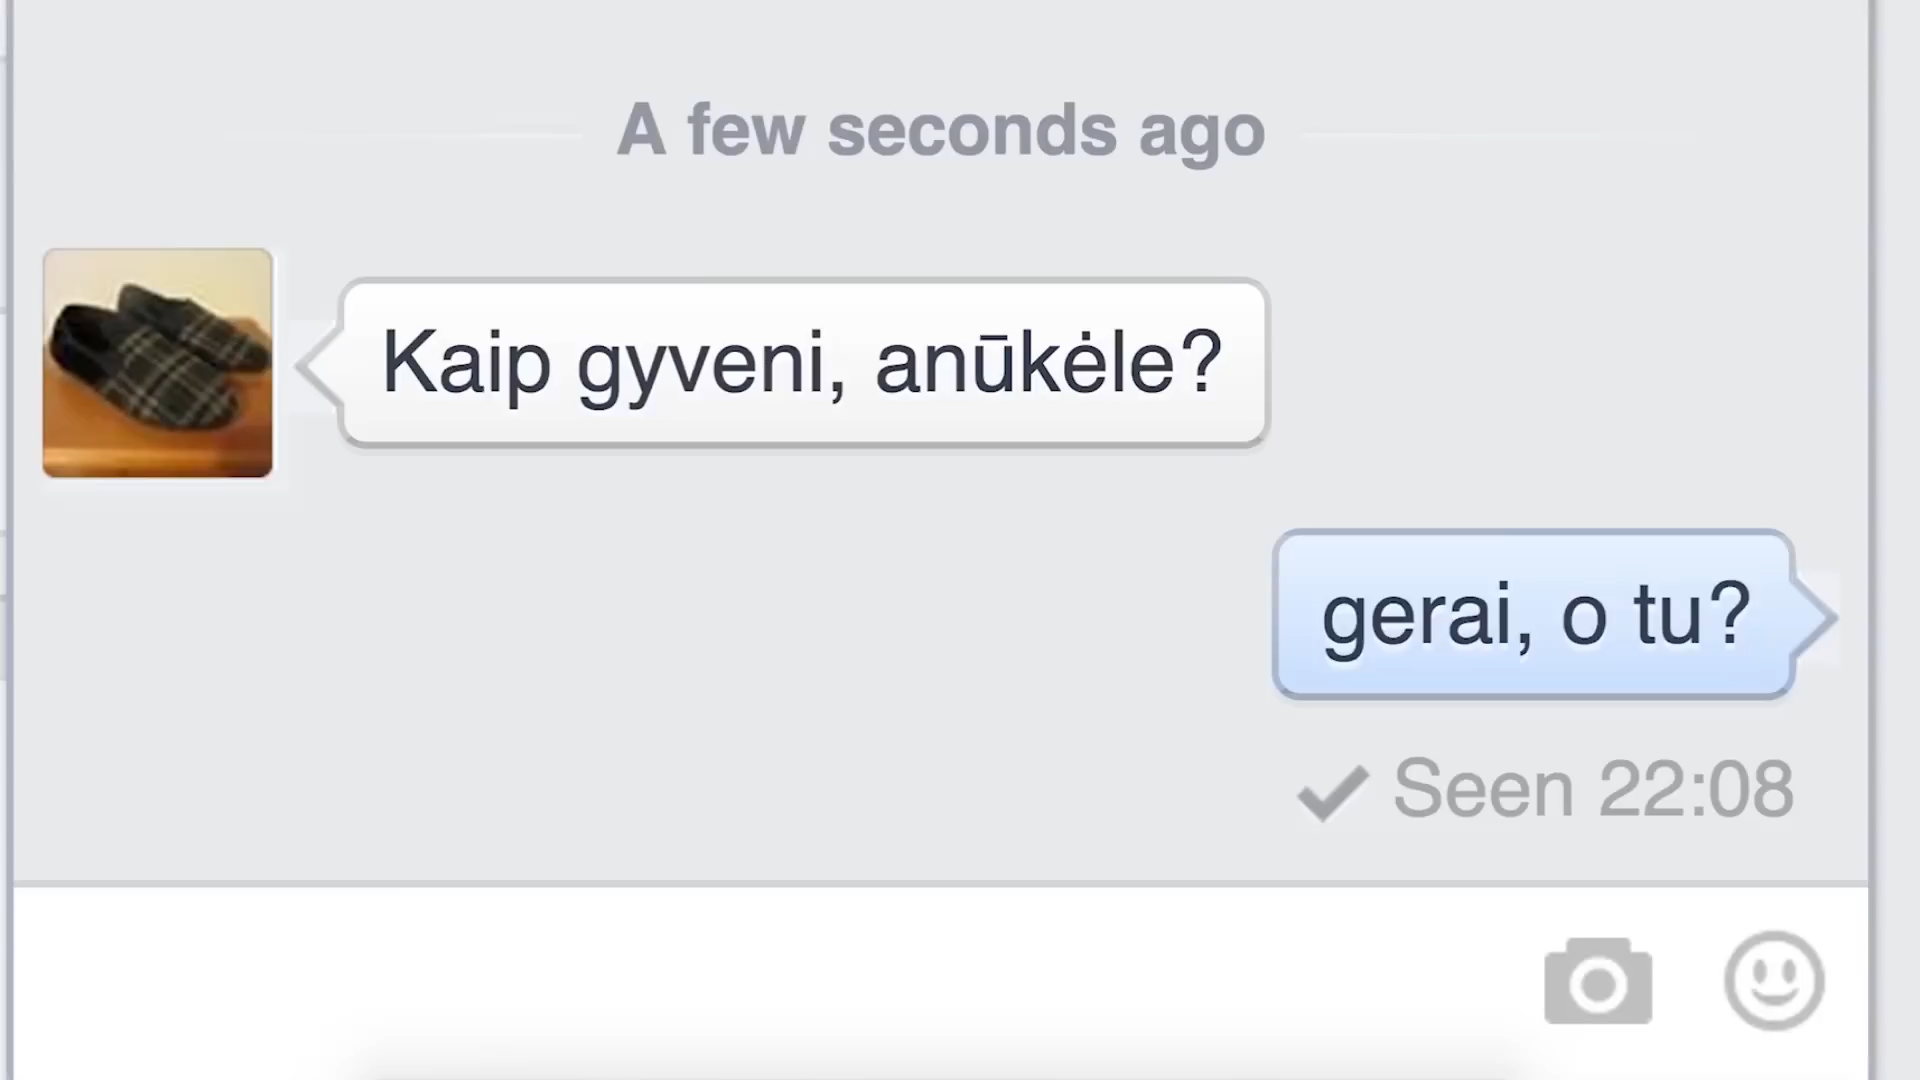 A few seconds ago
Kaip gyveni, anūkėle?
gerai, o tu?
Seen 22:08